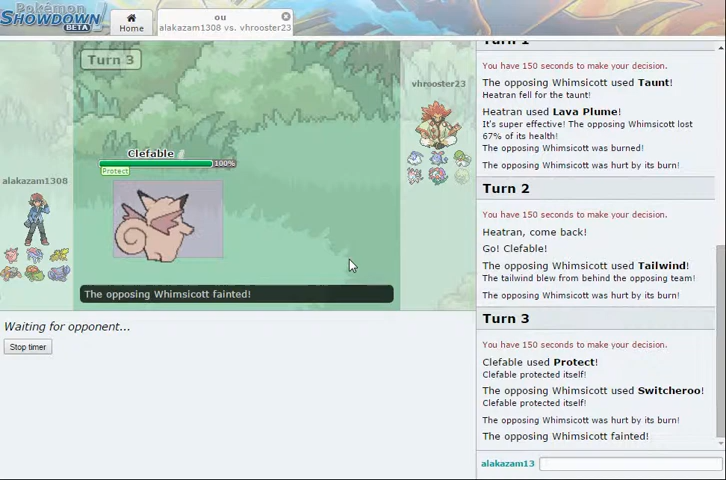 Pokémon
SHOWDOWN
BETA
Home
ou
alakazam1308 vs. vhrooster23
Turn 3
vhrooster23
Clefable
100%
Protect
alakazam1308
The opposing Whimsicott fainted!
Waiting for opponent...
Stop timer
Turn 1
You have 150 seconds to make your decision.
The opposing Whimsicott used Taunt!
Heatran fell for the taunt!
Heatran used Lava Plume!
It's super effective! The opposing Whimsicott lost
67% of its health!
The opposing Whimsicott was burned!
The opposing Whimsicott was hurt by its burn!
Turn 2
You have 150 seconds to make your decision.
Heatran, come back!
Go! Clefable!
The opposing Whimsicott used Tailwind!
The tailwind blew from behind the opposing team!
The opposing Whimsicott was hurt by its burn!
Turn 3
You have 150 seconds to make your decision.
Clefable used Protect!
Clefable protected itself!
The opposing Whimsicott used Switcheroo!
Clefable protected itself!
The opposing Whimsicott was hurt by its burn!
The opposing Whimsicott fainted!
alakazam13